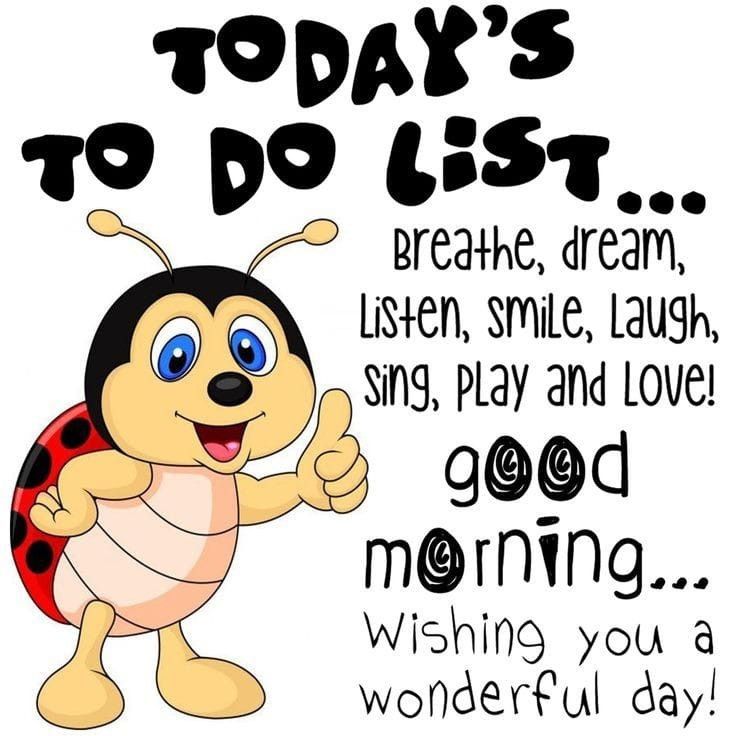 TODAY'S
TO DO LIST...
Breathe, dream,
Listen, smile, Laugh,
sing, play and Love!
good
morning...
Wishing you a
wonderful day!